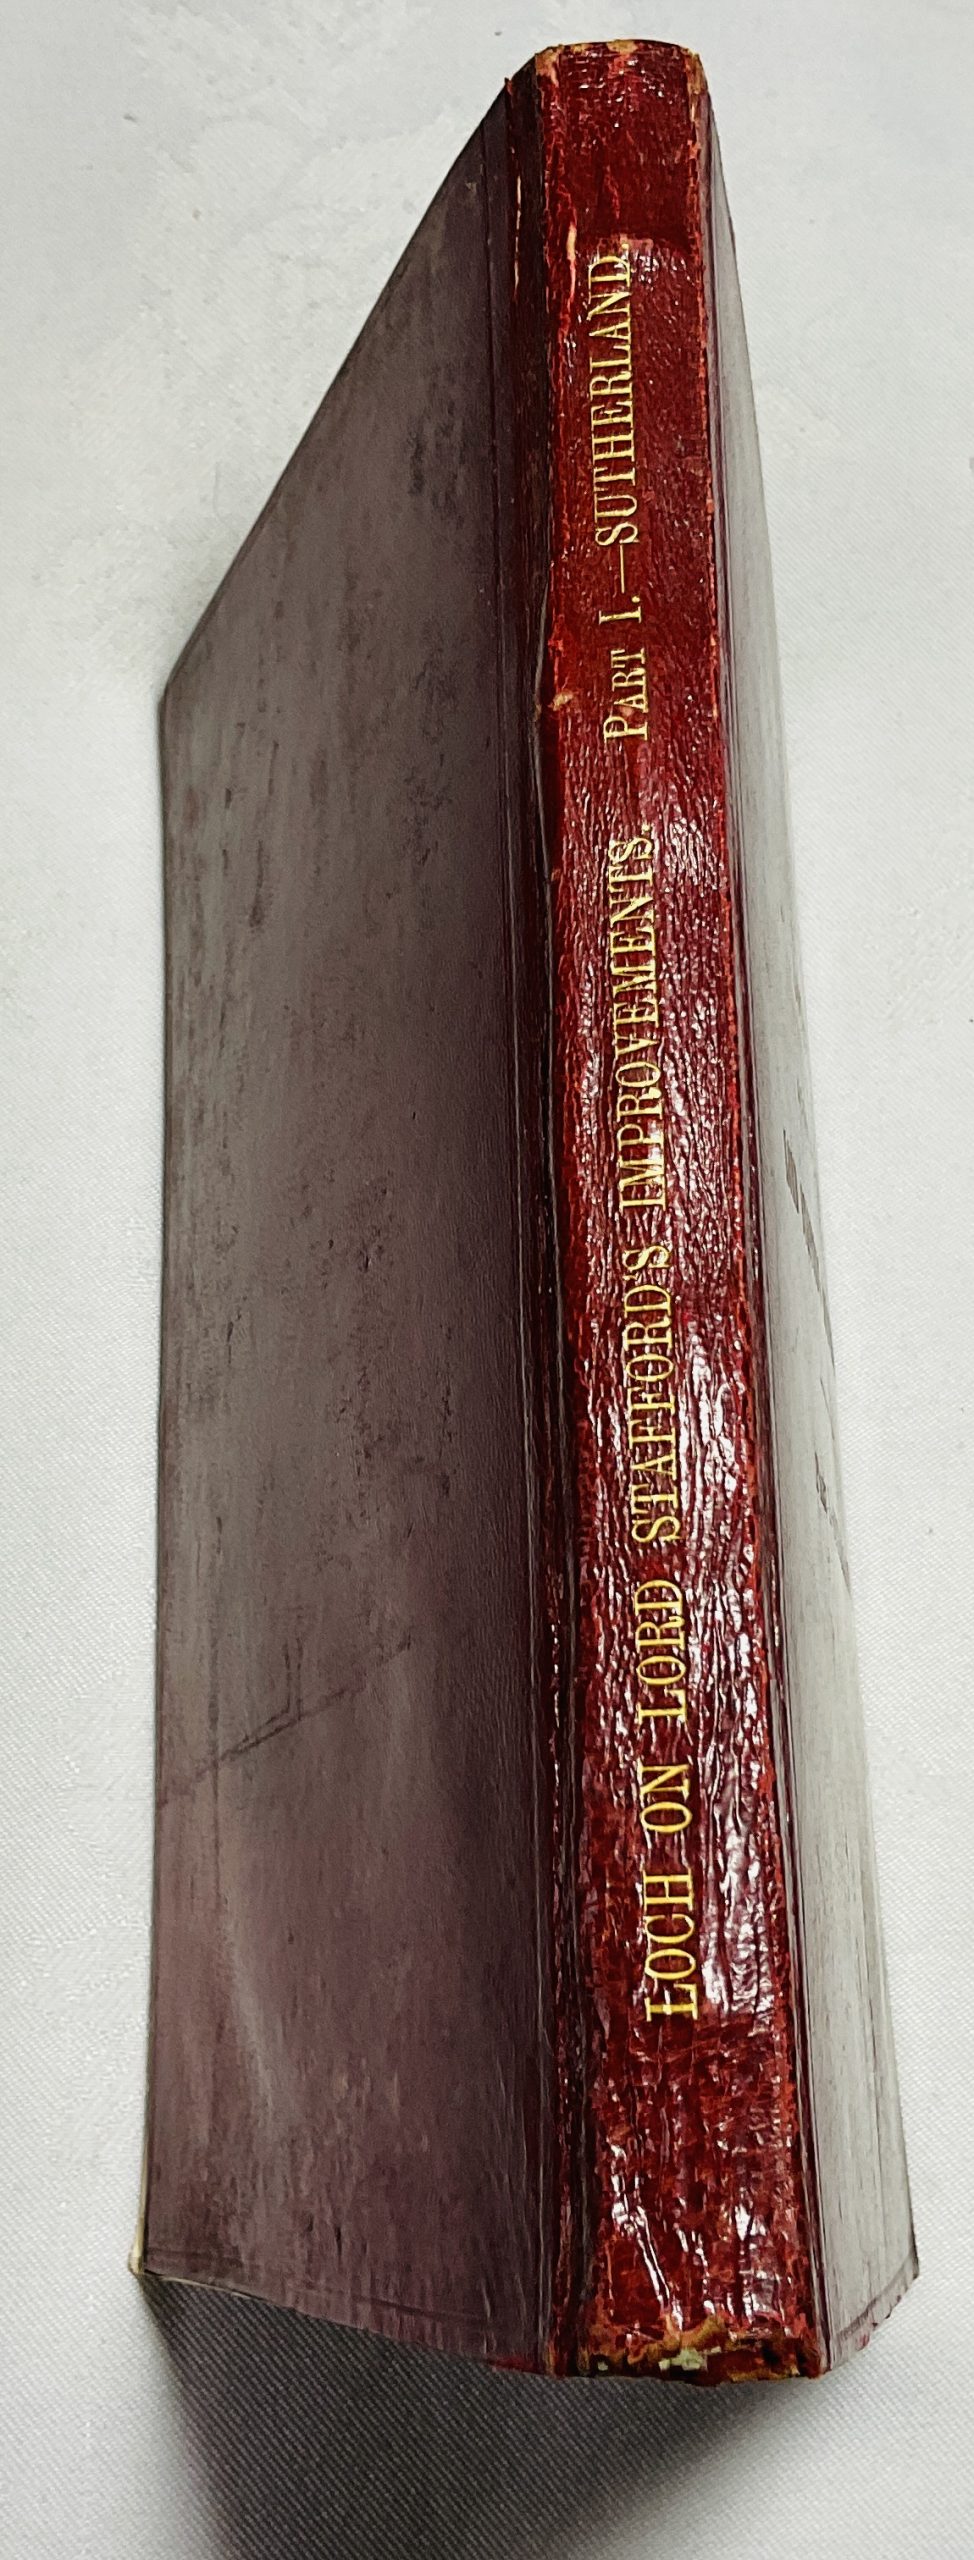 LOCH ON LORD STAFFORD'S IMPROVEMENTS.—PART I.—SUTHERLAND.